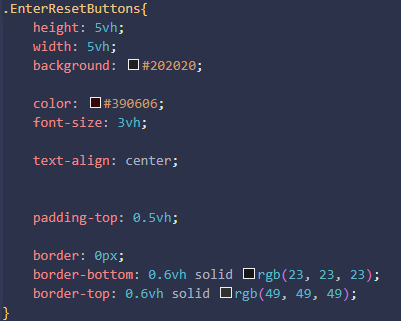 .EnterResetButtons{
height: 5vh;
width: 5vh;
background: #202020;
color: #390606;
font-size: 3vh;
text-align: center;
padding-top: 0.5vh;
border: 0px;
border-bottom: 0.6vh solid rgb(23, 23, 23);
border-top: 0.6vh solid rgb(49, 49, 49);
}